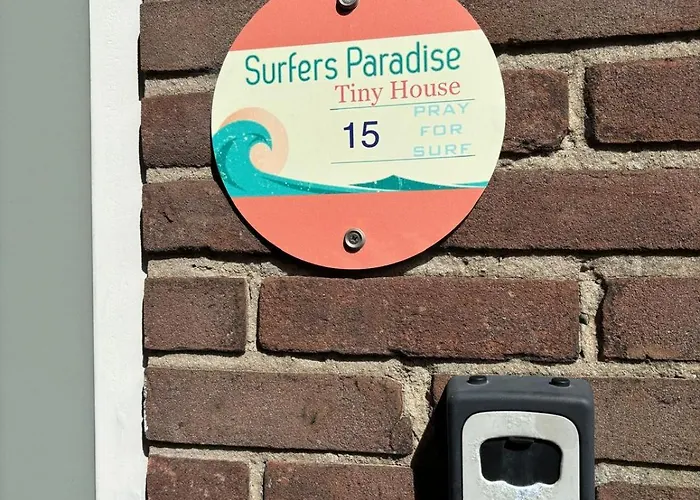 Surfers Paradise
Tiny House
15
PRAY
FOR
SURF